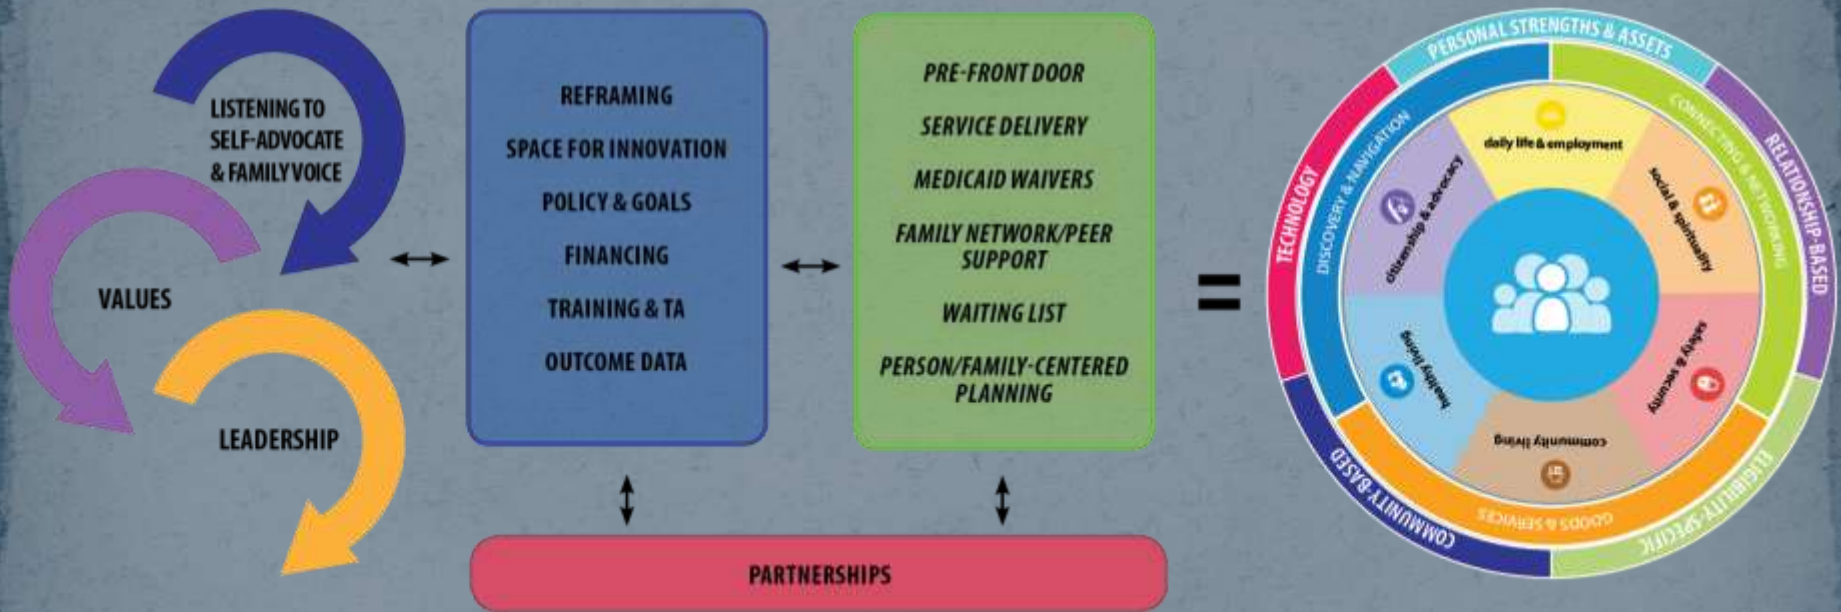 LISTENING TO
SELF-ADVOCATE
& FAMILY VOICE
VALUES
LEADERSHIP
REFRAMING
SPACE FOR INNOVATION
POLICY & GOALS
FINANCING
TRAINING & TA
OUTCOME DATA
PRE-FRONT DOOR
SERVICE DELIVERY
MEDICAID WAIVERS
FAMILY NETWORK/PEER
SUPPORT
WAITING LIST
PERSON/FAMILY-CENTERED
PLANNING
PARTNERSHIPS
=
PERSONAL STRENGTHS & ASSETS
RELATIONSHIP-BASED
ELIGIBILITY-SPECIFIC
COMMUNITY-BASED
TECHNOLOGY
DISCOVERY & NAVIGATION
CONNECTING & NETWORKING
GOODS & SERVICES
daily life & employment
social & spirituality
safety & security
community living
healthy living
citizenship & advocacy